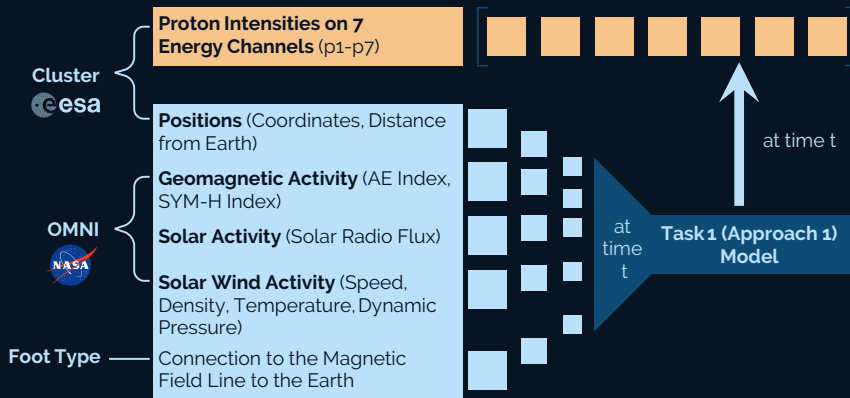 Proton Intensities on 7
Energy Channels (p1-p7)
Cluster
esa
Positions (Coordinates, Distance
from Earth)
at time t
Geomagnetic Activity (AE Index,
SYM-H Index)
OMNI
NASA
Solar Activity (Solar Radio Flux)
at
time
t
Task 1 (Approach 1)
Model
Solar Wind Activity (Speed,
Density, Temperature, Dynamic
Pressure)
Foot Type
Connection to the Magnetic
Field Line to the Earth